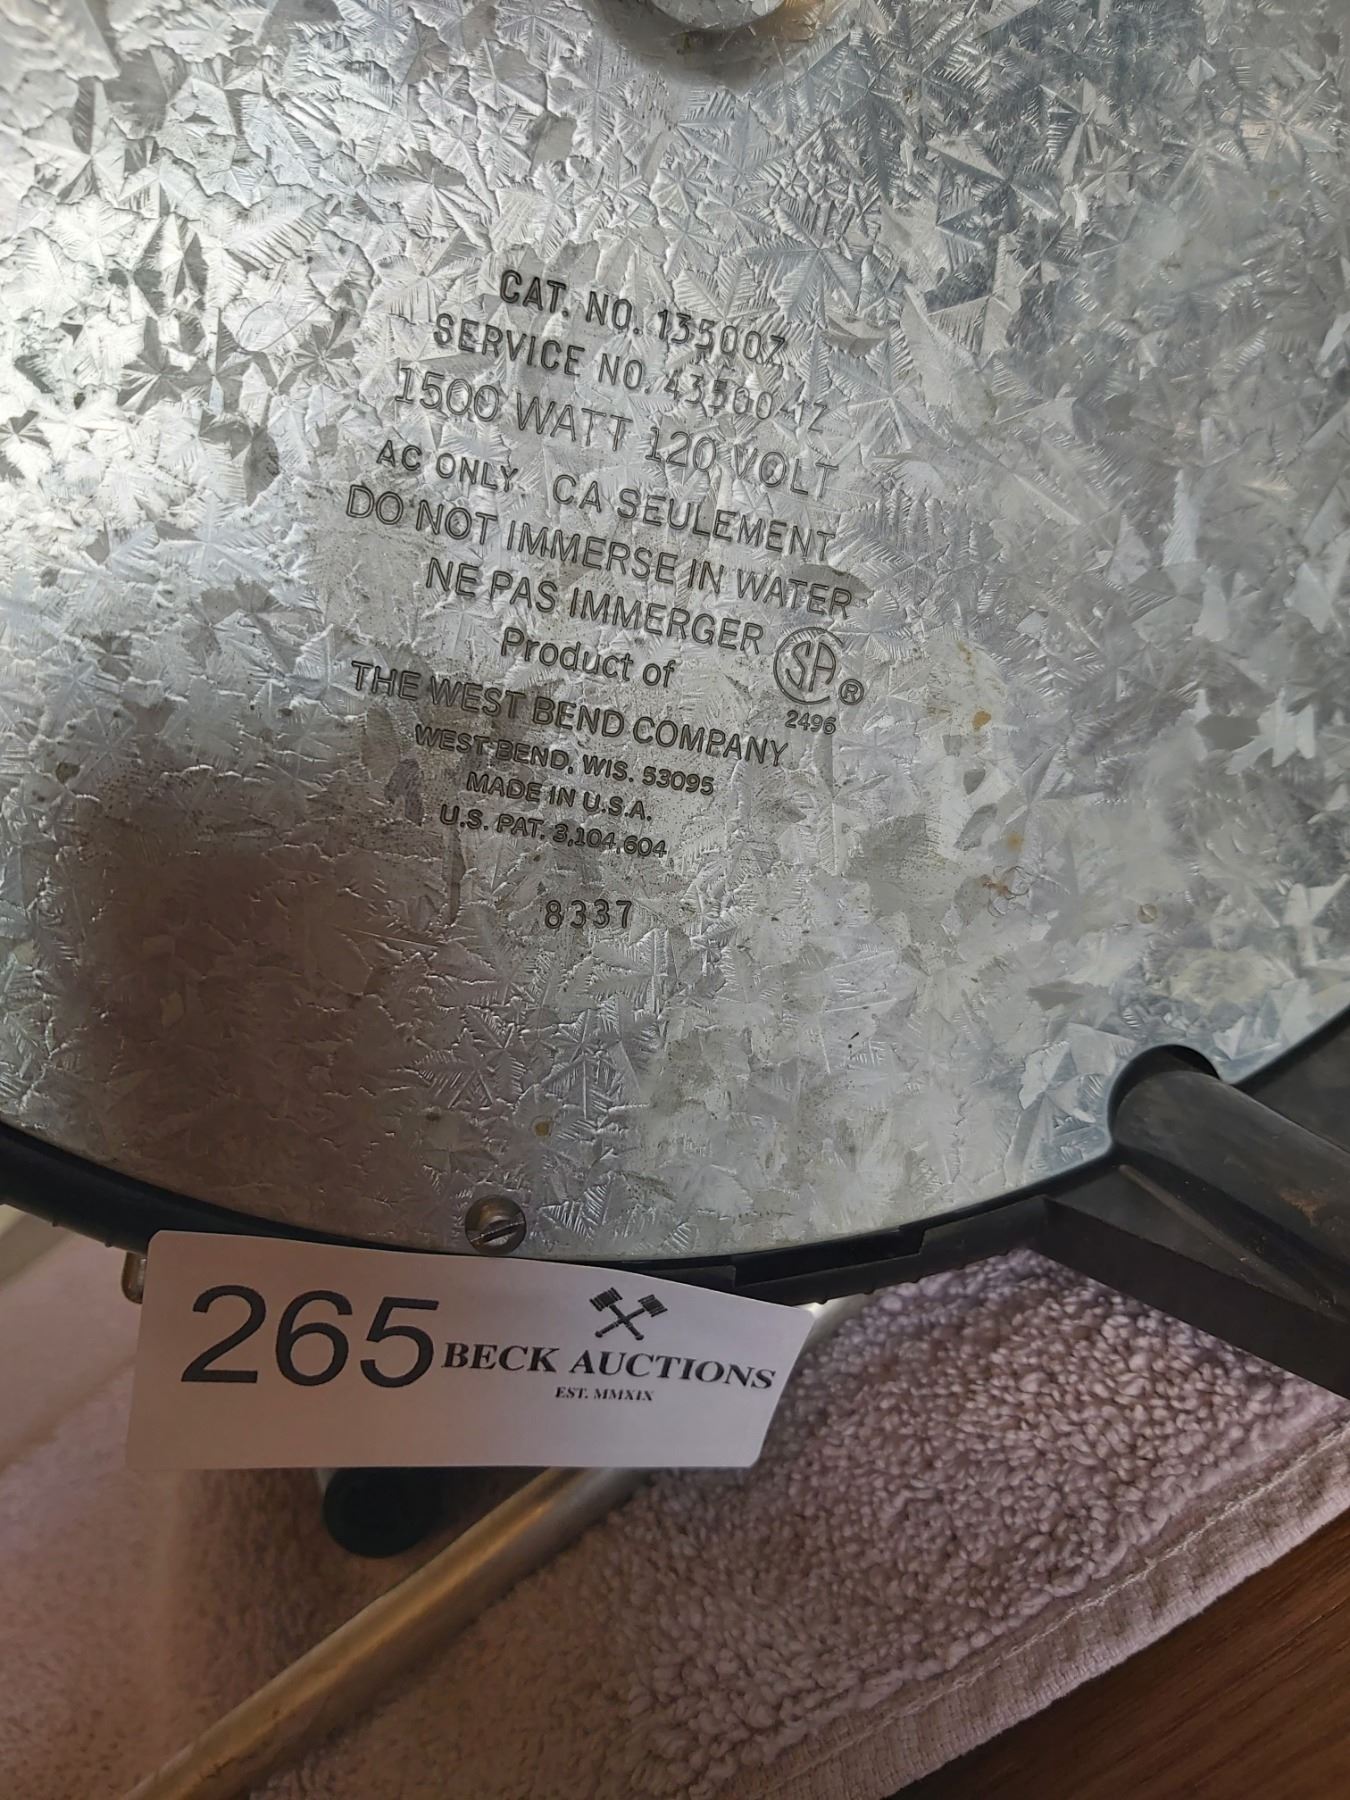 CAT. NO. 13500Z
SERVICE NO. 43500-1Z
1500 WATT 120 VOLT
AC ONLY CA SEULEMENT
DO NOT IMMERSE IN WATER
NE PAS IMMERGER
SA ®
2496
Product of
THE WEST BEND COMPANY
WEST BEND, WIS. 53095
MADE IN U.S.A.
U.S. PAT. 3,104,604
8337
265 BECK AUCTIONS
EST. MMXIX